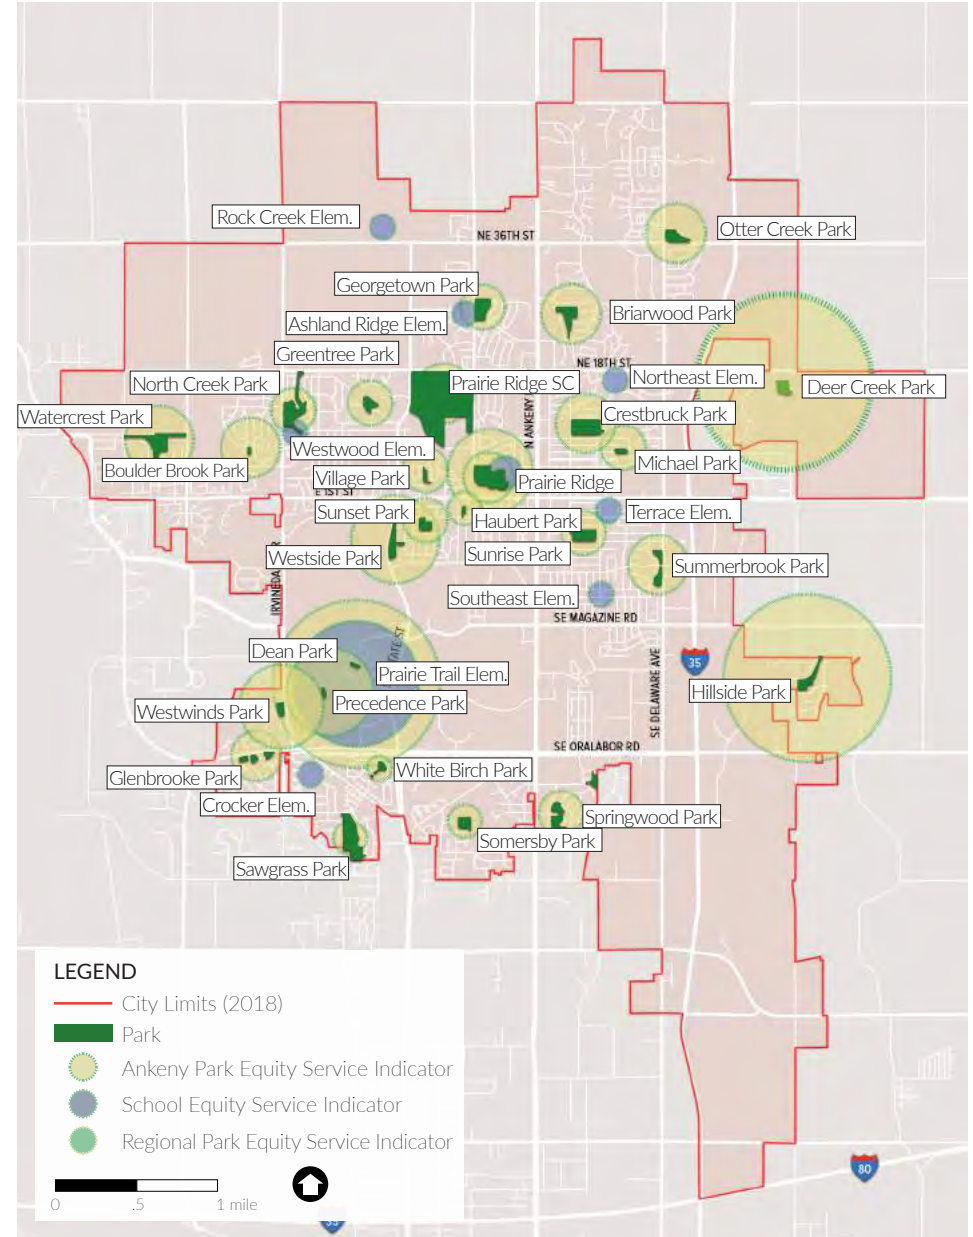 Rock Creek Elem.
Otter Creek Park
NE 36TH ST
Georgetown Park
Briarwood Park
Ashland Ridge Elem.
Greentree Park
NE 18TH ST
North Creek Park
Prairie Ridge SC
Northeast Elem.
Deer Creek Park
Watercrest Park
N ANKENY
Crestbruck Park
Westwood Elem.
Michael Park
Boulder Brook Park
Village Park
Prairie Ridge
E 1ST ST
Sunset Park
Haubert Park
Terrace Elem.
Westside Park
Sunrise Park
Summerbrook Park
Southeast Elem.
SE MAGAZINE RD
Dean Park
Prairie Trail Elem.
SE DELAWARE AVE
35
Hillside Park
Precedence Park
Westwinds Park
SE ORALABOR RD
Glenbrooke Park
White Birch Park
Crocker Elem.
Springwood Park
Somersby Park
Sawgrass Park
LEGEND
City Limits (2018)
Park
Ankeny Park Equity Service Indicator
School Equity Service Indicator
Regional Park Equity Service Indicator
0 .5 1 mile
80
35